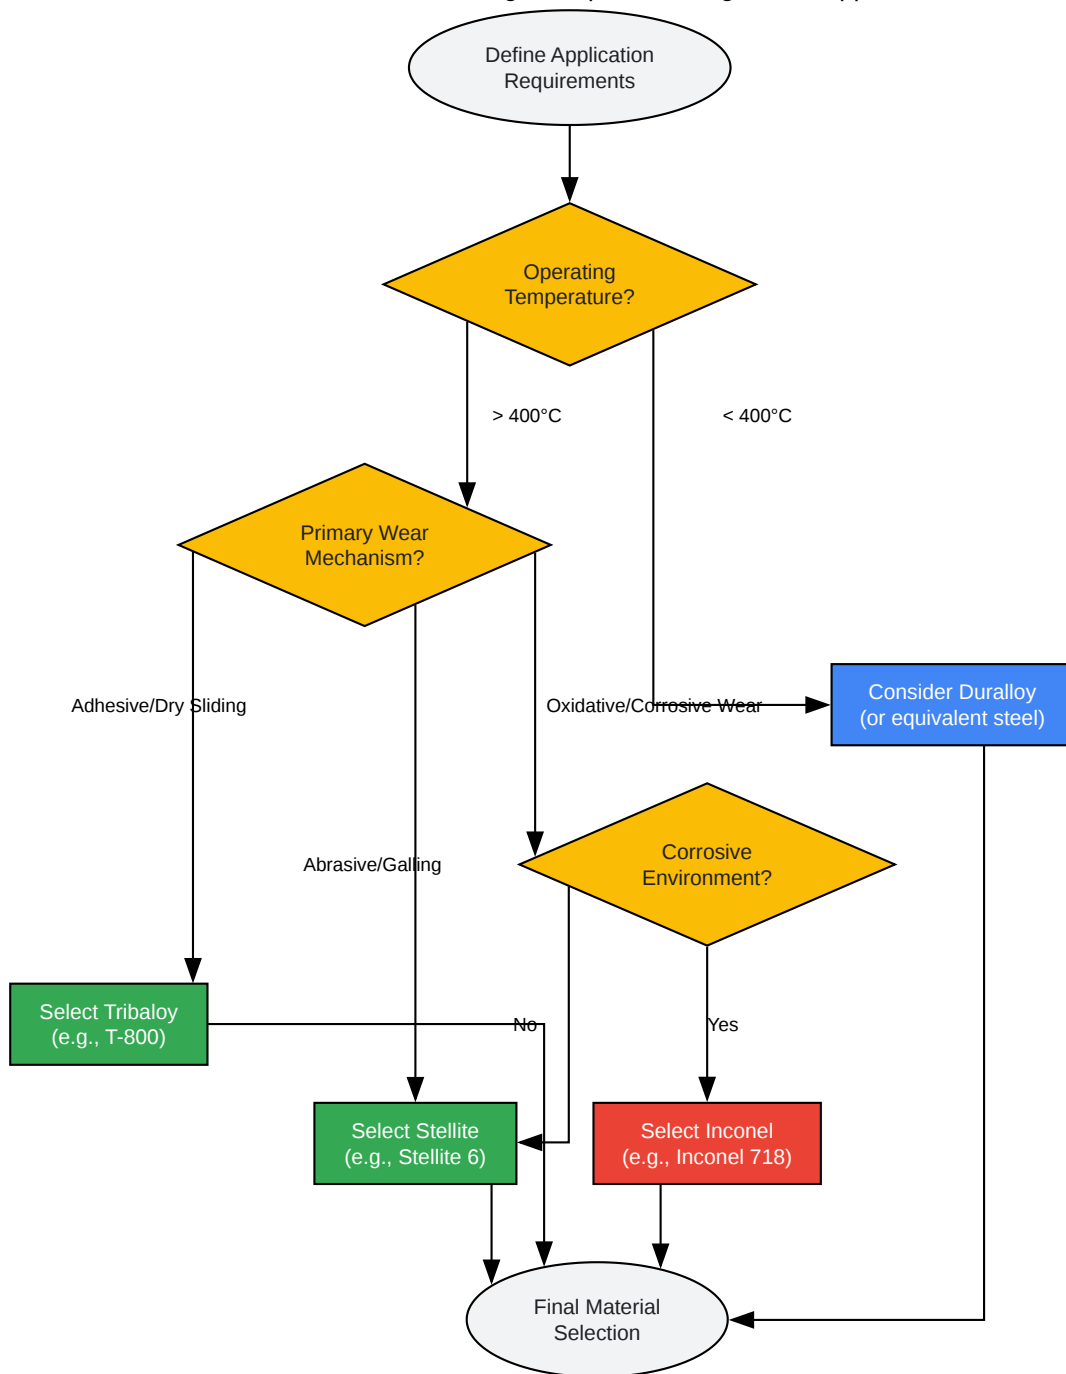 Define Application
Requirements
Operating
Temperature?
> 400°C
< 400°C
Primary Wear
Mechanism?
Adhesive/Dry Sliding
Oxidative/Corrosive Wear
Consider Duralloy
(or equivalent steel)
Abrasive/Galling
Corrosive
Environment?
Select Tribaloy
(e.g., T-800)
No
Yes
Select Stellite
(e.g., Stellite 6)
Select Inconel
(e.g., Inconel 718)
Final Material
Selection